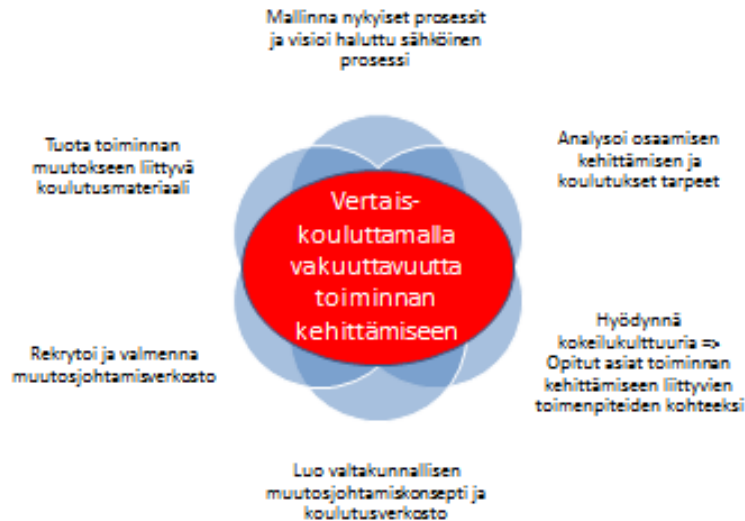 Mallinna nykyiset prosessit
ja visioi haluttu sähköinen
prosessi
Analysoi osaamisen
kehittämisen ja
koulutukset tarpeet
Hyödynnä
kokeilukulttuuria =>
Opitut asiat toiminnan
kehittämiseen liittyvien
toimenpiteiden kohteeksi
Luo valtakunnallisen
muutosjohtamiskonsepti ja
koulutusverkosto
Rekrytoi ja valmenna
muutosjohtamisverkosto
Tuota toiminnan
muutokseen liittyvä
koulutusmateriaali
Vertais-
kouluttamalla
vakuuttavuutta
toiminnan
kehittämiseen